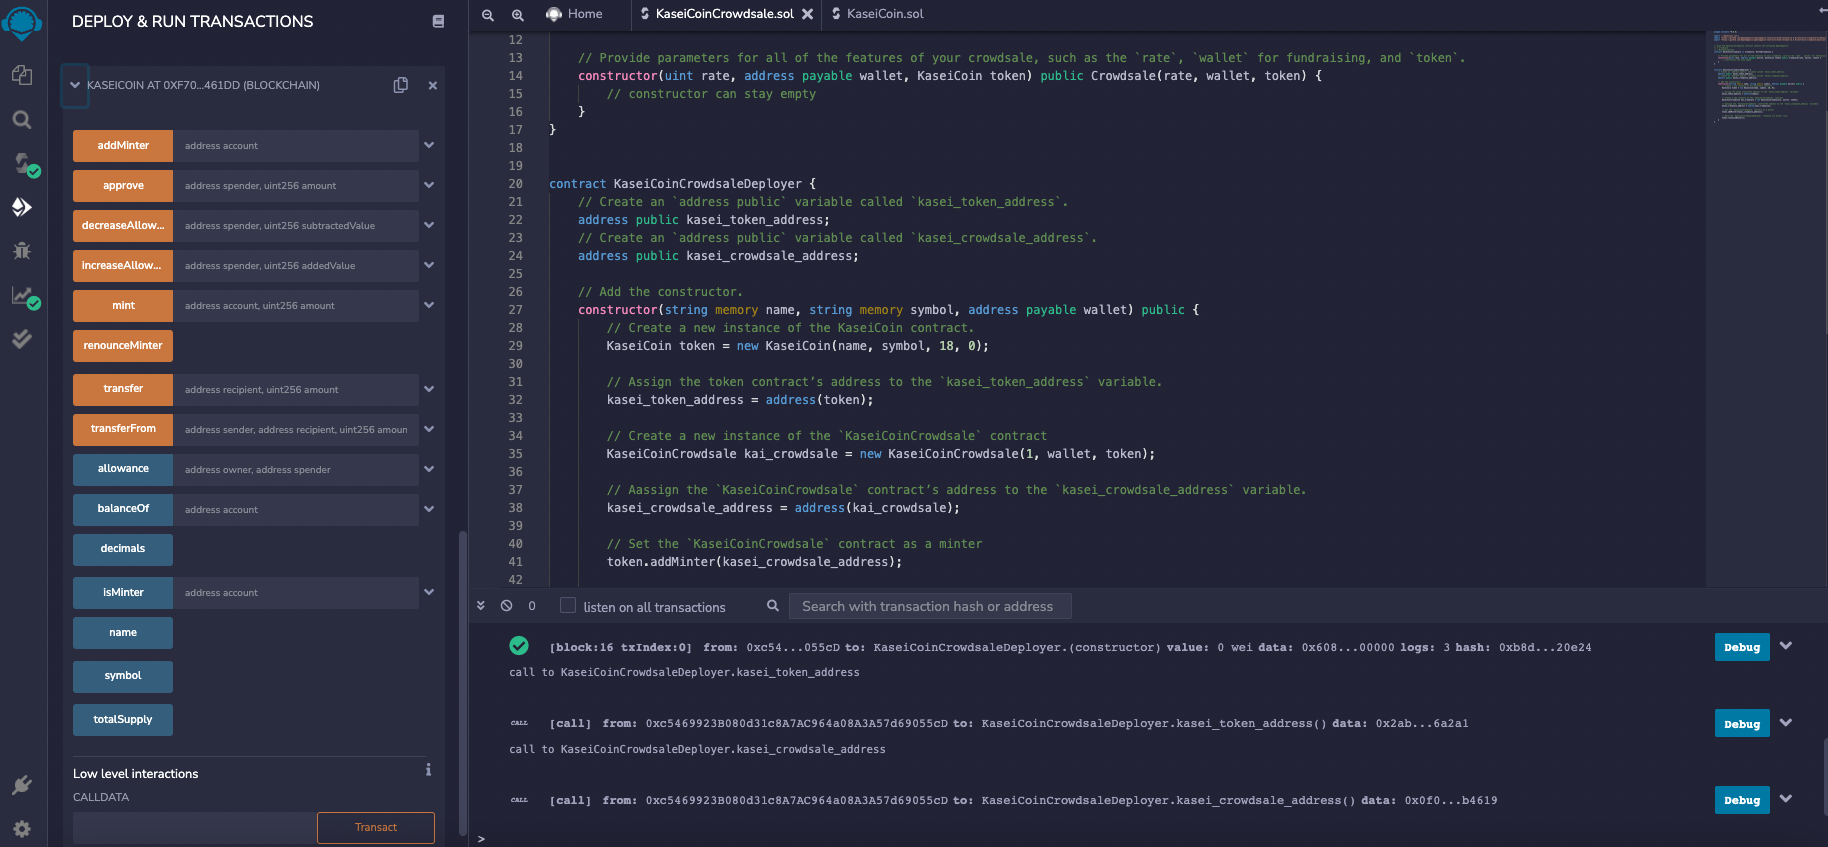 DEPLOY & RUN TRANSACTIONS
KASEICOIN AT 0XF70...461DD (BLOCKCHAIN)
addMinter address account
approve address spender, uint256 amount
decreaseAllow... address spender, uint256 subtractedValue
increaseAllow... address spender, uint256 addedValue
mint address account, uint256 amount
renounceMinter
transfer address recipient, uint256 amount
transferFrom address sender, address recipient, uint256 amoun
allowance address owner, address spender
balanceOf address account
decimals
isMinter address account
name
symbol
totalSupply
Low level interactions
CALLDATA
Transact
Home KaseiCoinCrowdsale.sol KaseiCoin.sol
12
13 // Provide parameters for all of the features of your crowdsale, such as the `rate`, `wallet` for fundraising, and `token`.
14 constructor(uint rate, address payable wallet, KaseiCoin token) public Crowdsale(rate, wallet, token) {
15 // constructor can stay empty
16 }
17 }
18
19
20 contract KaseiCoinCrowdsaleDeployer {
21 // Create an `address public` variable called `kasei_token_address`.
22 address public kasei_token_address;
23 // Create an `address public` variable called `kasei_crowdsale_address`.
24 address public kasei_crowdsale_address;
25
26 // Add the constructor.
27 constructor(string memory name, string memory symbol, address payable wallet) public {
28 // Create a new instance of the KaseiCoin contract.
29 KaseiCoin token = new KaseiCoin(name, symbol, 18, 0);
30
31 // Assign the token contract’s address to the `kasei_token_address` variable.
32 kasei_token_address = address(token);
33
34 // Create a new instance of the `KaseiCoinCrowdsale` contract
35 KaseiCoinCrowdsale kai_crowdsale = new KaseiCoinCrowdsale(1, wallet, token);
36
37 // Aassign the `KaseiCoinCrowdsale` contract’s address to the `kasei_crowdsale_address` variable.
38 kasei_crowdsale_address = address(kai_crowdsale);
39
40 // Set the `KaseiCoinCrowdsale` contract as a minter
41 token.addMinter(kasei_crowdsale_address);
42
0 listen on all transactions Search with transaction hash or address
[block:16 txIndex:0] from: 0xc54...055cD to: KaseiCoinCrowdsaleDeployer.(constructor) value: 0 wei data: 0x608...00000 logs: 3 hash: 0xb8d...20e24 Debug
call to KaseiCoinCrowdsaleDeployer.kasei_token_address
CALL [call] from: 0xc5469923B080d31c8A7AC964a08A3A57d69055cD to: KaseiCoinCrowdsaleDeployer.kasei_token_address() data: 0x2ab...6a2a1 Debug
call to KaseiCoinCrowdsaleDeployer.kasei_crowdsale_address
CALL [call] from: 0xc5469923B080d31c8A7AC964a08A3A57d69055cD to: KaseiCoinCrowdsaleDeployer.kasei_crowdsale_address() data: 0x0f0...b4619 Debug
>